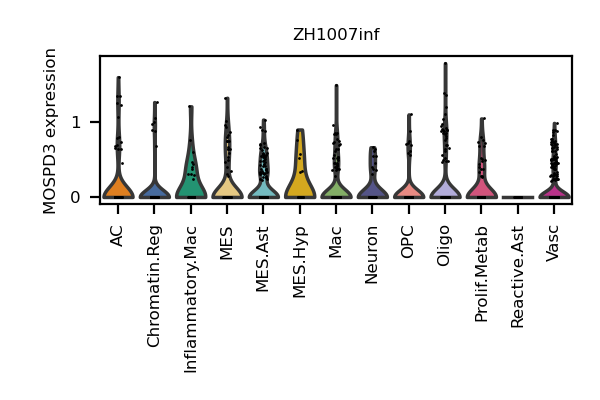 ZH1007inf
MOSPD3 expression
1
0
AC
Chromatin.Reg
Inflammatory.Mac
MES
MES.Ast
MES.Hyp
Mac
Neuron
OPC
Oligo
Prolif.Metab
Reactive.Ast
Vasc